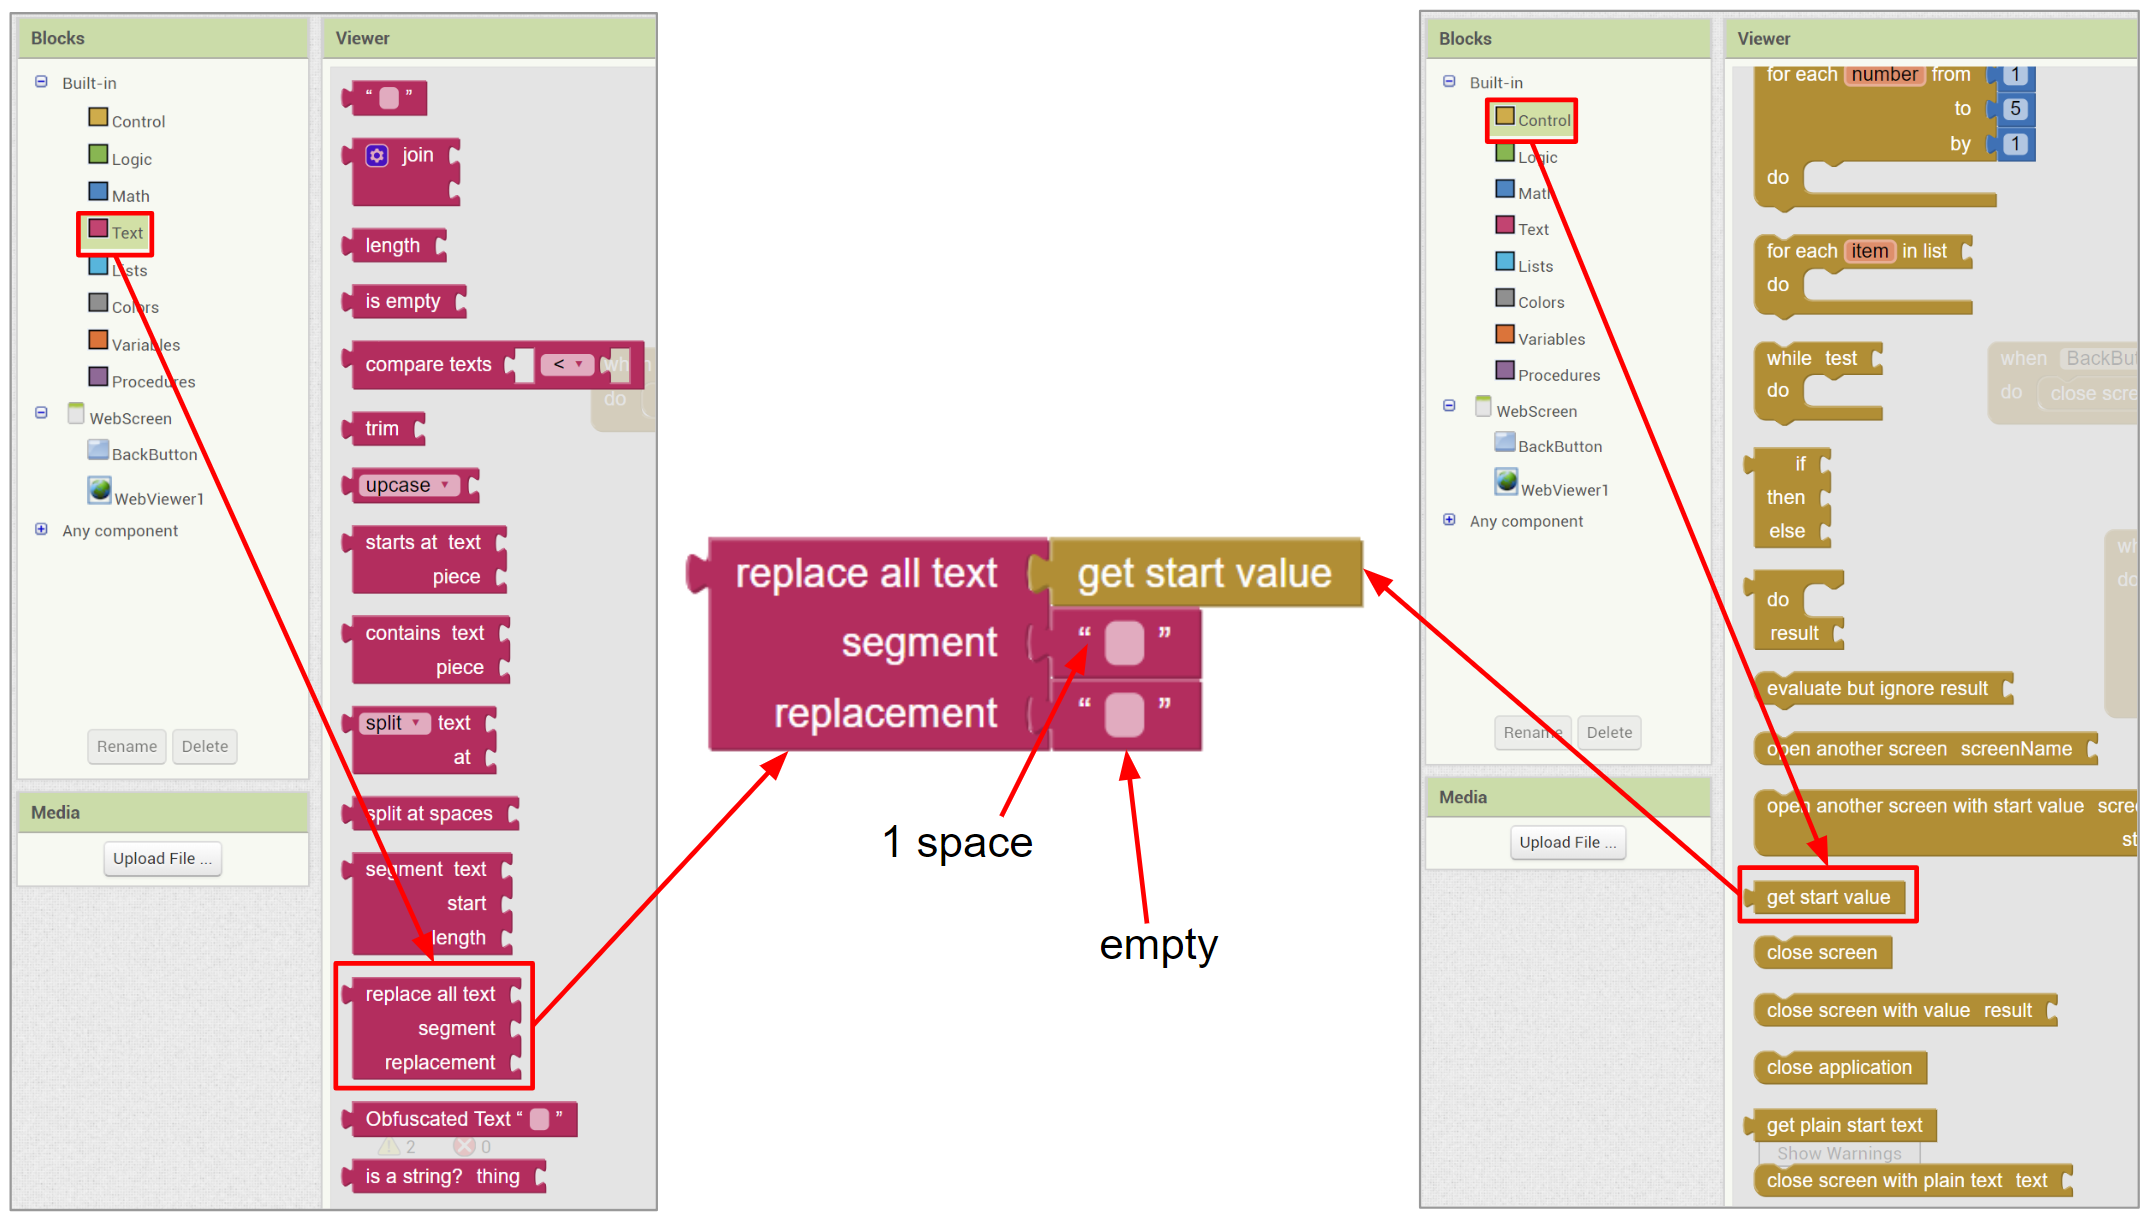 Blocks
Built-in
Control
Logic
Math
Text
Lists
Colors
Variables
Procedures
WebScreen
BackButton
WebViewer1
Any component
Rename Delete
Media
Upload File ...
Viewer
“ ”
join
length
is empty
compare texts <
do
trim
upcase
starts at text
piece
contains text
piece
split text
at
split at spaces
segment text
start
length
replace all text
segment
replacement
Obfuscated Text “ ”
2 0
is a string? thing
replace all text get start value
segment “ ”
replacement “ ”
1 space
empty
Blocks
Built-in
Control
Logic
Math
Text
Lists
Colors
Variables
Procedures
WebScreen
BackButton
WebViewer1
Any component
Rename Delete
Media
Upload File ...
Viewer
for each number from 1
to 5
by 1
do
for each item in list
do
while test
do
when BackBut
do close scre
if
then
else
do
result
wh
do
evaluate but ignore result
open another screen screenName
open another screen with start value scree
st
get start value
close screen
close screen with value result
close application
get plain start text
Show Warnings
close screen with plain text text